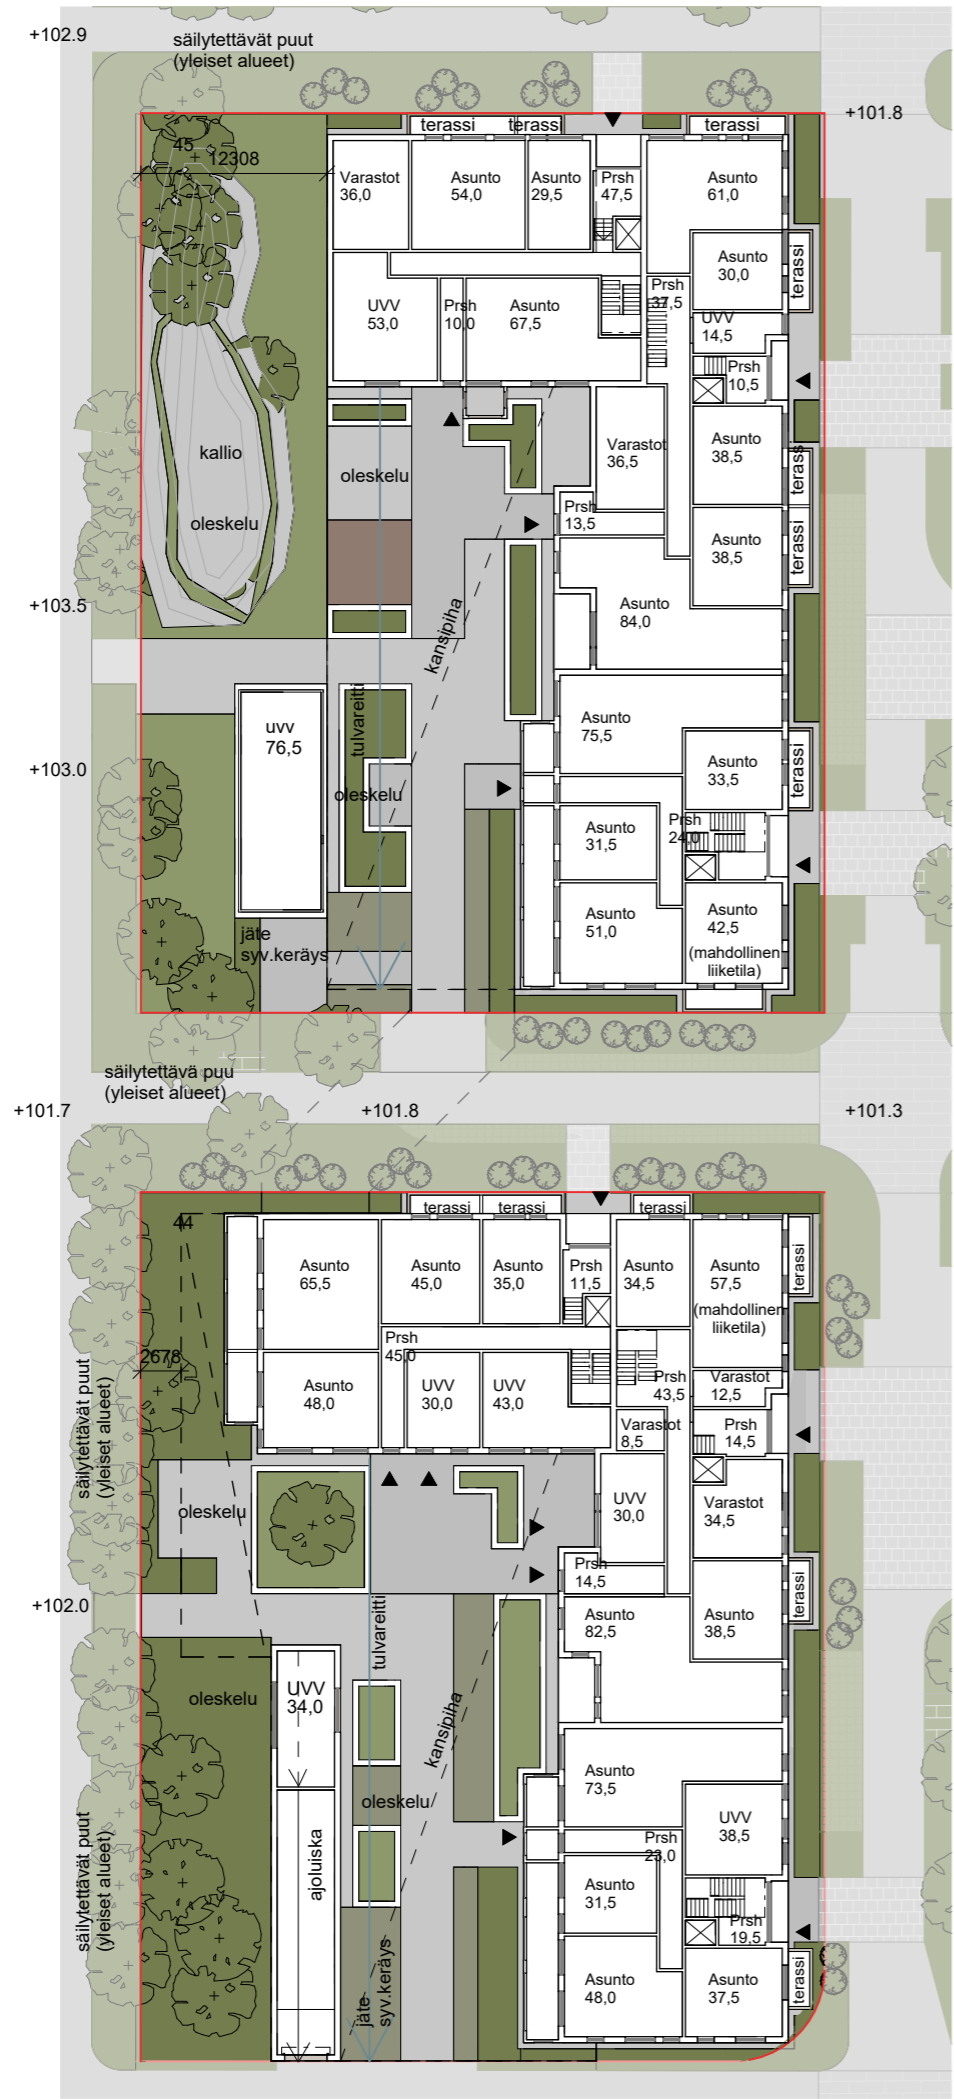 +102.9
säilytettävät puut
(yleiset alueet)
+101.8
terassi
terassi
terassi
45
12308
Varastot
36,0
Asunto
54,0
Asunto
29,5
Prsh
47,5
Asunto
61,0
Asunto
30,0
terassi
UVV
53,0
Prsh
10,0
Asunto
67,5
Prsh
37,5
UVV
14,5
Prsh
10,5
kallio
oleskelu
oleskelu
Varastot
36,5
Asunto
38,5
terassi
Prsh
13,5
Asunto
38,5
terassi
+103.5
Asunto
84,0
kansipiha
tulvareitti
uvv
76,5
Asunto
75,5
Asunto
33,5
terassi
+103.0
oleskelu
Asunto
31,5
Prsh
24,0
Asunto
51,0
Asunto
42,5
(mahdollinen
liiketila)
jäte
syv.keräys
säilytettävä puu
(yleiset alueet)
+101.7
+101.8
+101.3
44
terassi
terassi
terassi
Asunto
65,5
Asunto
45,0
Asunto
35,0
Prsh
11,5
Asunto
34,5
Asunto
57,5
(mahdollinen
liiketila)
terassi
2678
Prsh
45,0
Asunto
48,0
UVV
30,0
UVV
43,0
Prsh
43,5
Varastot
12,5
Varastot
8,5
Prsh
14,5
säilytettävät puut
(yleiset alueet)
oleskelu
UVV
30,0
Varastot
34,5
Prsh
14,5
+102.0
Asunto
82,5
Asunto
38,5
terassi
tulvareitti
oleskelu
UVV
34,0
kansipiha
oleskelu
Asunto
73,5
UVV
38,5
Prsh
23,0
ajoluiska
säilytettävät puut
(yleiset alueet)
Asunto
31,5
Prsh
19,5
jäte
syv.keräys
Asunto
48,0
Asunto
37,5
terassi